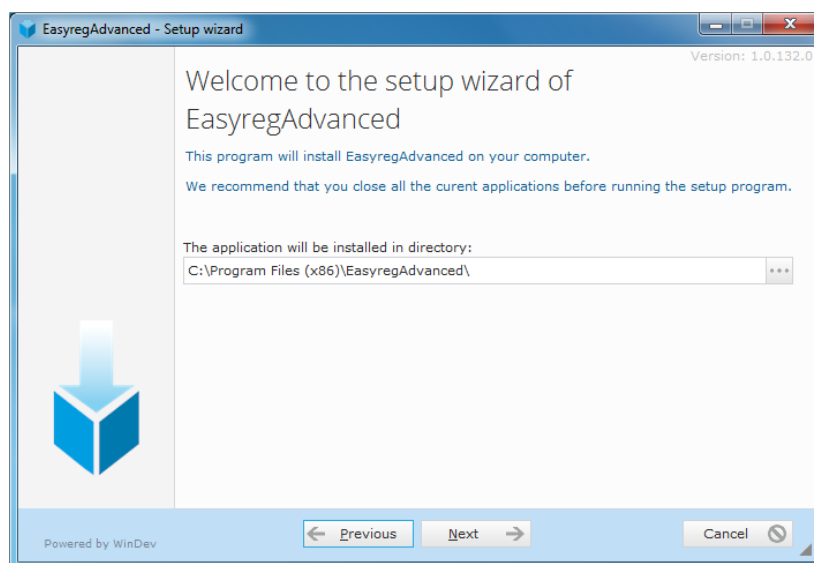 EasyregAdvanced - Setup wizard
Version: 1.0.132.0
Welcome to the setup wizard of
EasyregAdvanced
This program will install EasyregAdvanced on your computer.
We recommend that you close all the curent applications before running the setup program.
The application will be installed in directory:
C:\Program Files (x86)\EasyregAdvanced\
...
Previous
Next
Cancel
Powered by WinDev